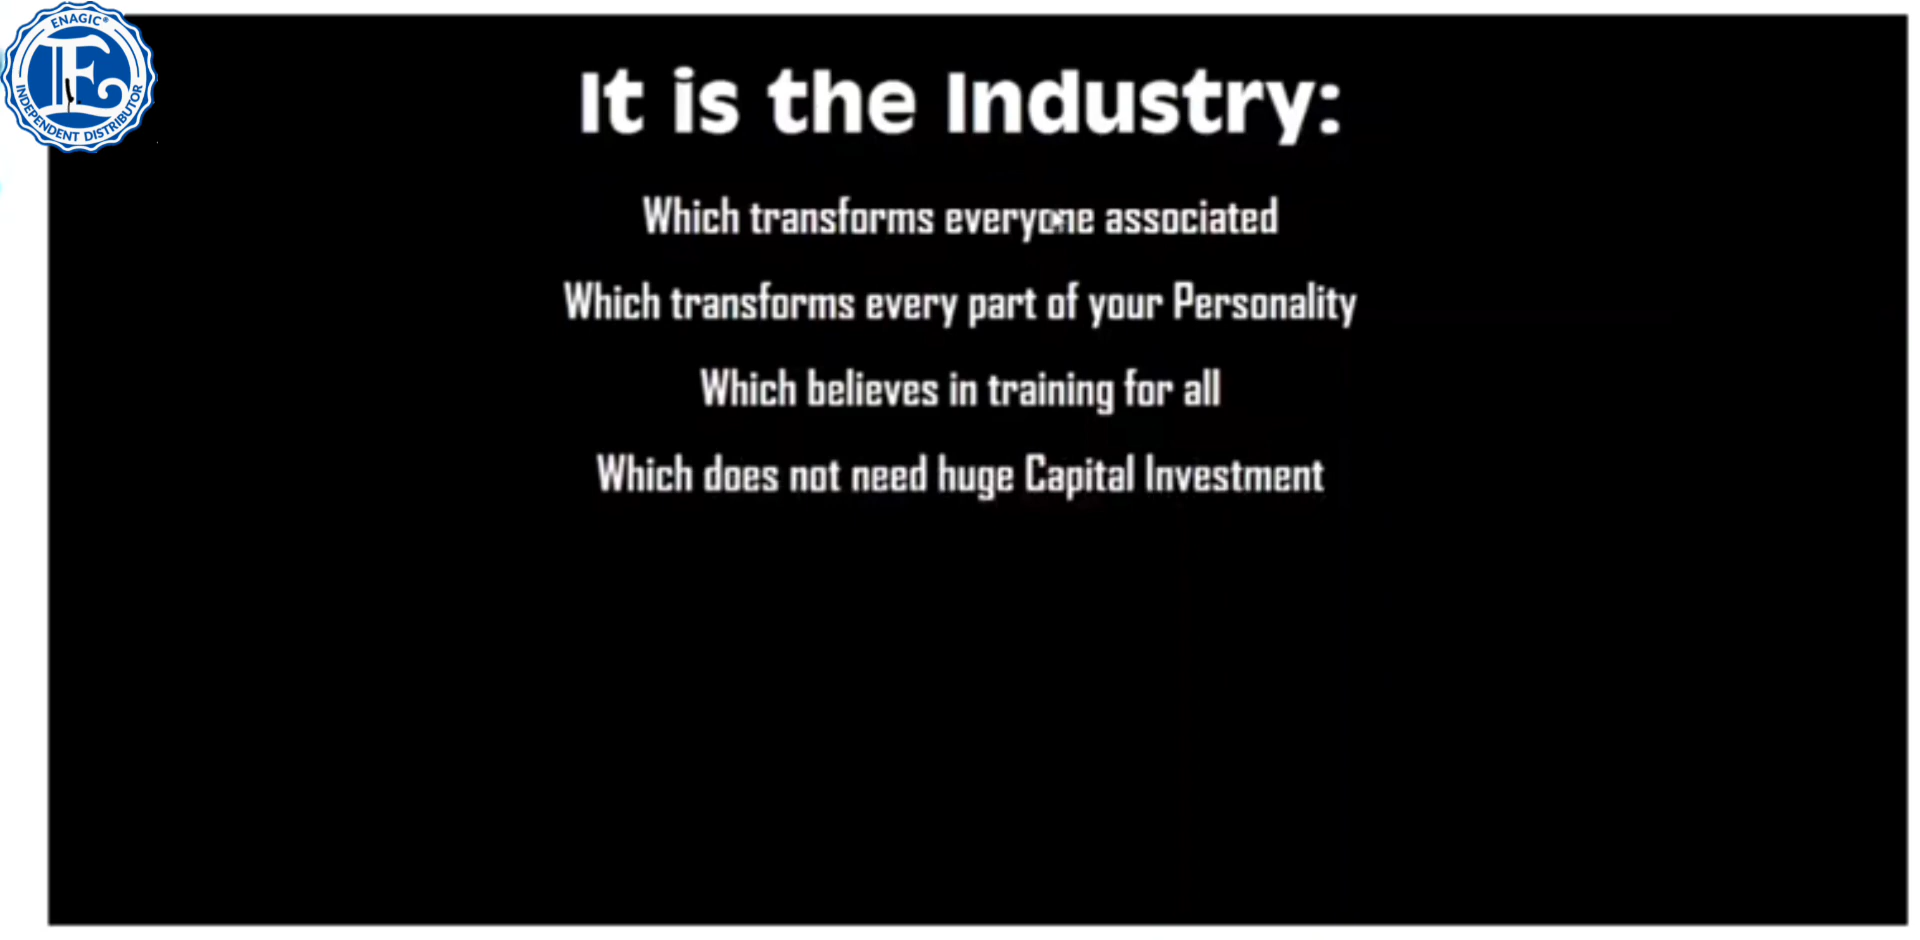 ENAGIC®
E
INDEPENDENT DISTRIBUTOR
It is the Industry:
Which transforms everyone associated
Which transforms every part of your Personality
Which believes in training for all
Which does not need huge Capital Investment